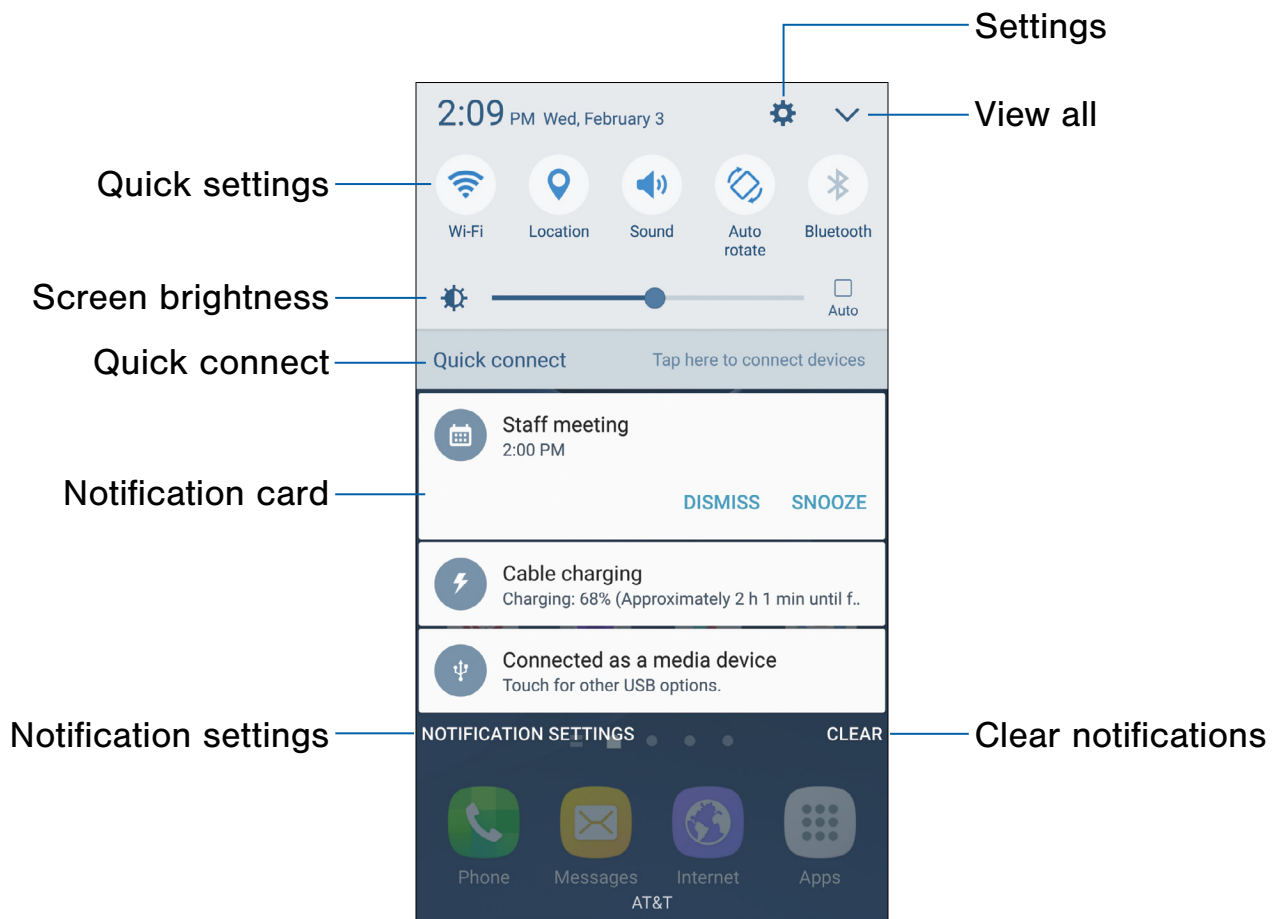 Settings
2:09 PM Wed, February 3
View all
Quick settings
Wi-Fi
Location
Sound
Auto
rotate
Bluetooth
Screen brightness
Auto
Quick connect
Quick connect
Tap here to connect devices
Staff meeting
2:00 PM
Notification card
DISMISS
SNOOZE
Cable charging
Charging: 68% (Approximately 2 h 1 min until f..
Connected as a media device
Touch for other USB options.
Notification settings
NOTIFICATION SETTINGS
CLEAR
Clear notifications
Phone
Messages
Internet
Apps
AT&T